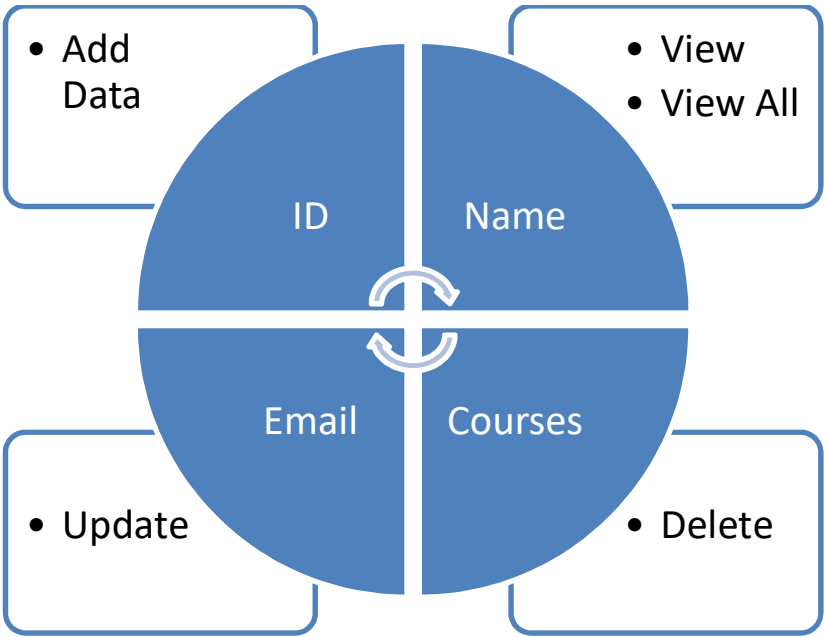 • Add
Data
• View
• View All
ID
Name
Email
Courses
• Update
• Delete